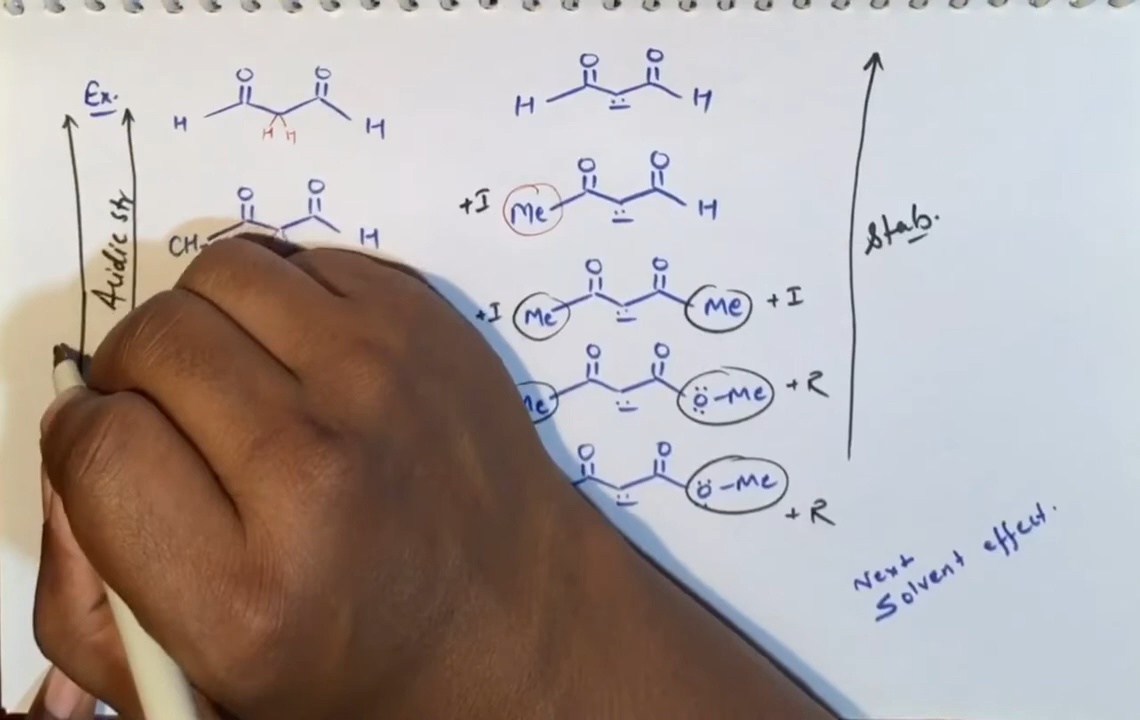 Ex.
O O
H H
H H
O O
CH H
Acidic str
O O
H H
+I Me O O H
+I Me O O Me +I
Me O O Ö-Me +R
O O Ö-Me
+R
Stab.
Next
Solvent effect.